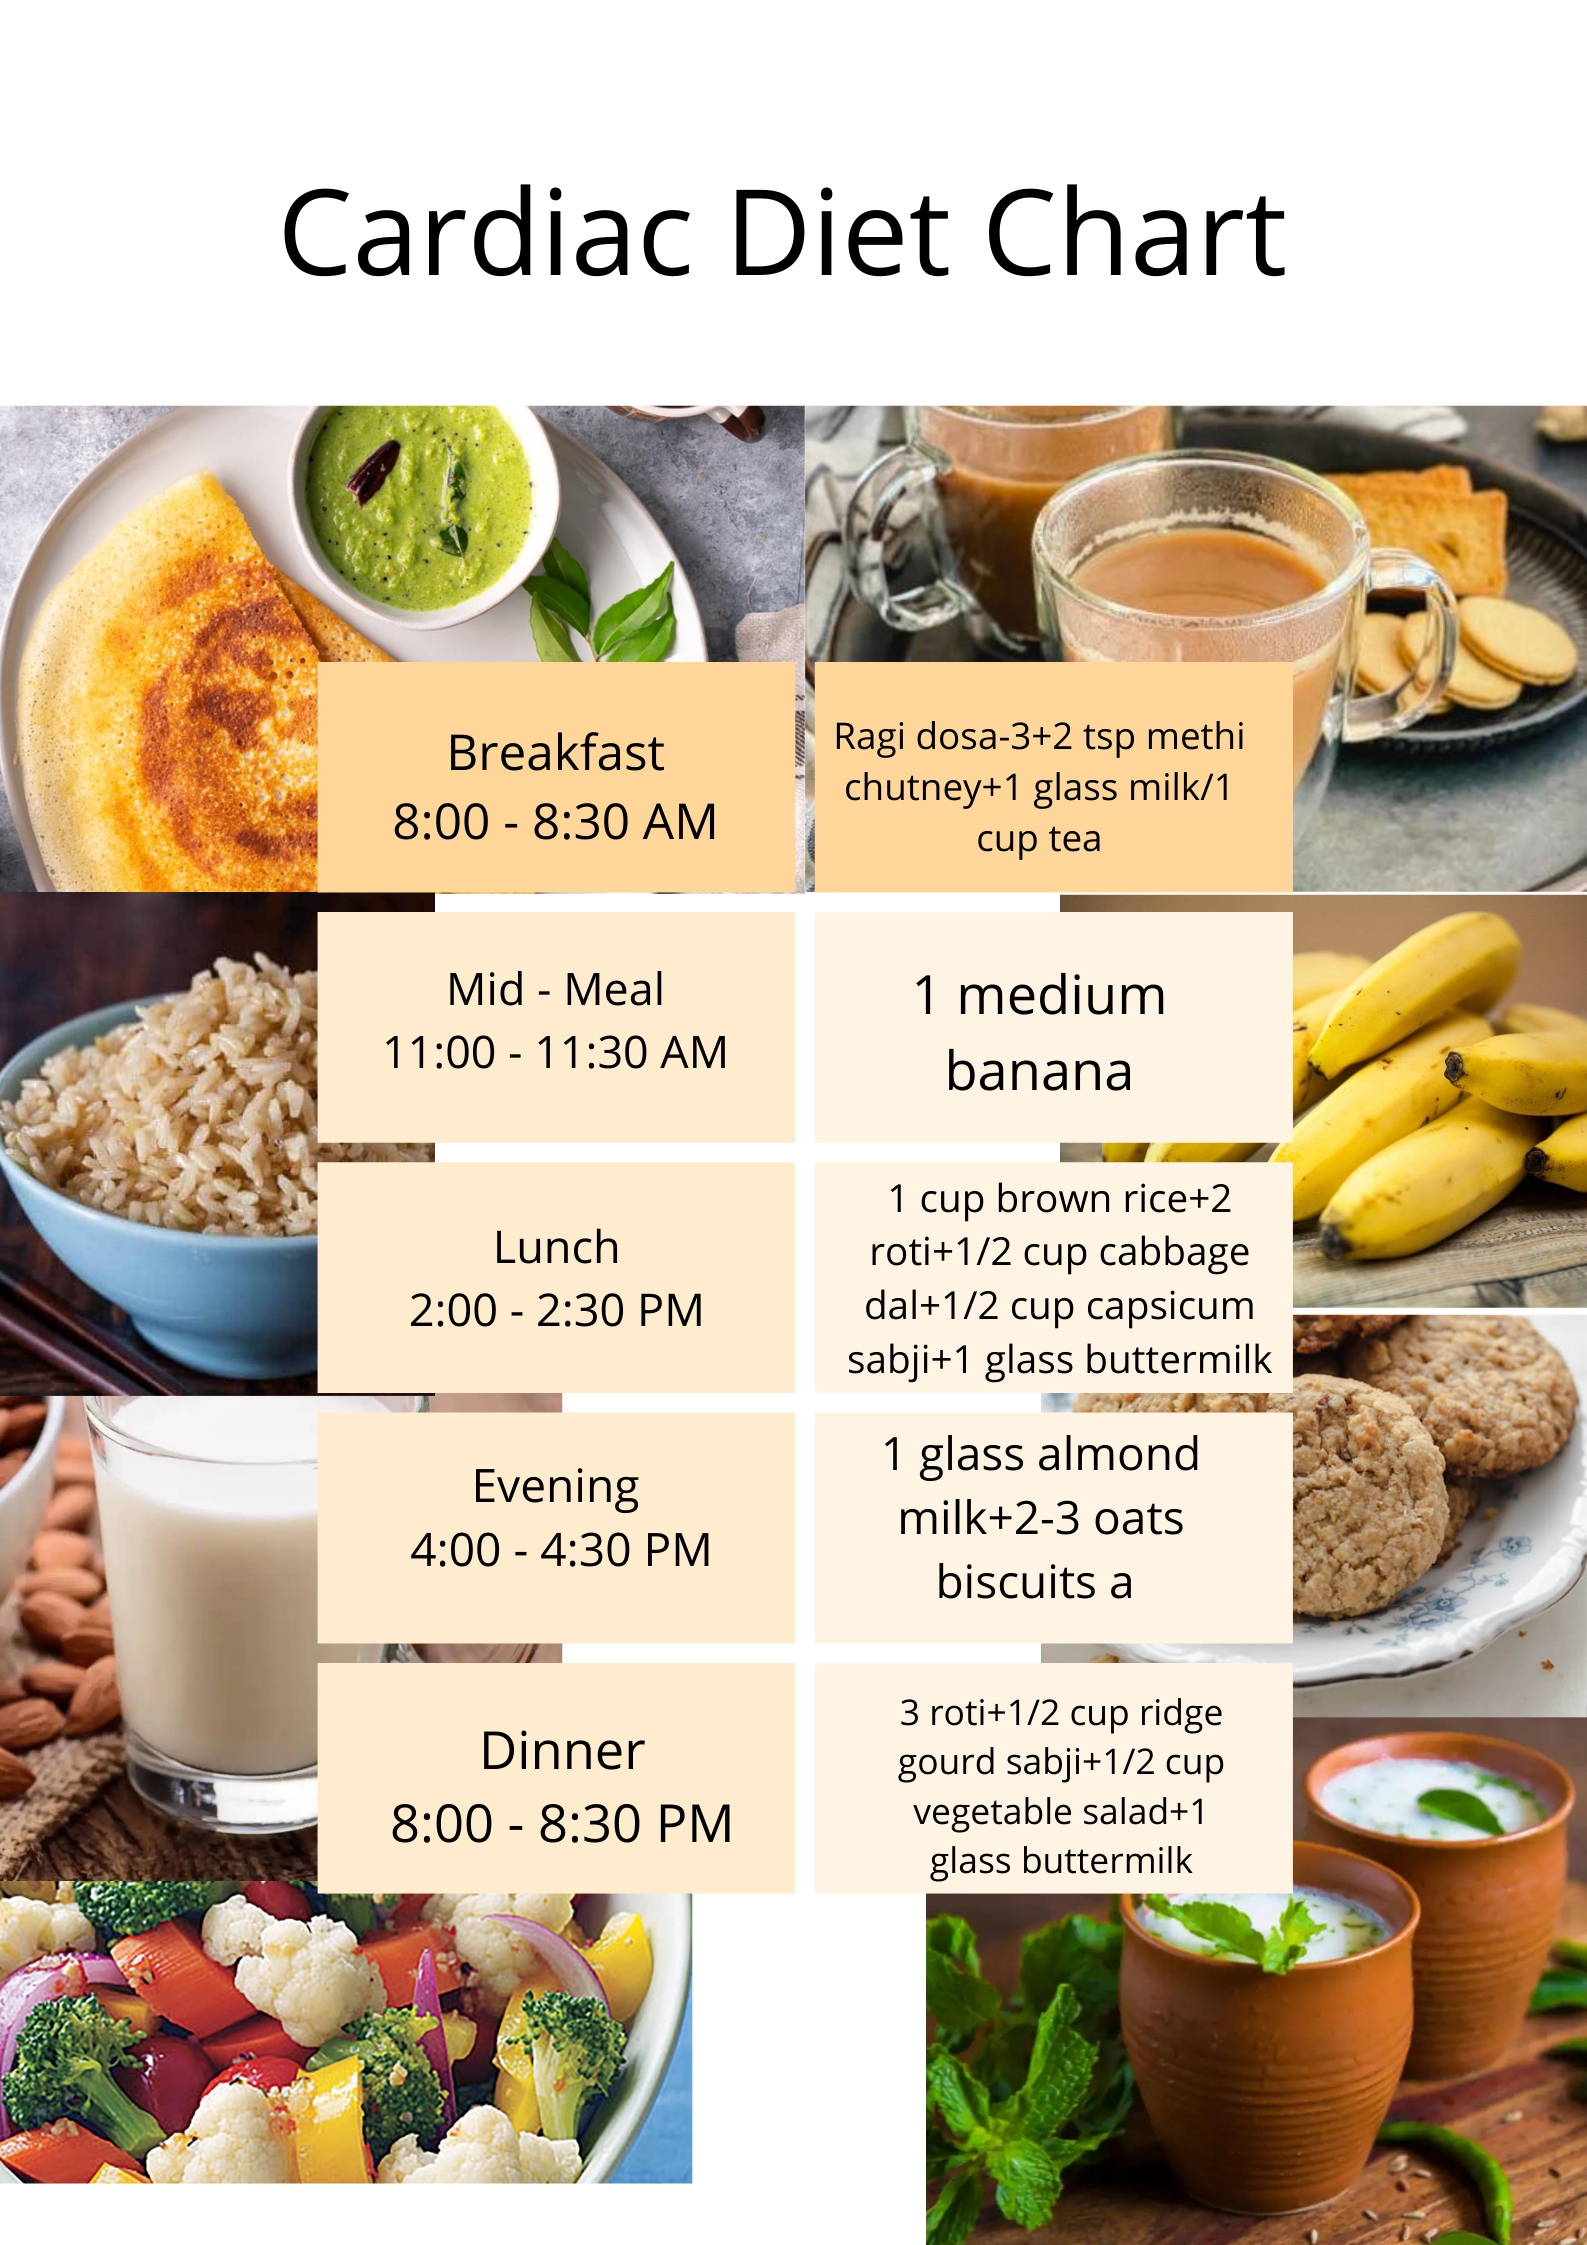 Cardiac Diet Chart
Breakfast
8:00 - 8:30 AM
Ragi dosa-3+2 tsp methi
chutney+1 glass milk/1
cup tea
Mid - Meal
11:00 - 11:30 AM
1 medium
banana
Lunch
2:00 - 2:30 PM
1 cup brown rice+2
roti+1/2 cup cabbage
dal+1/2 cup capsicum
sabji+1 glass buttermilk
Evening
4:00 - 4:30 PM
1 glass almond
milk+2-3 oats
biscuits a
Dinner
8:00 - 8:30 PM
3 roti+1/2 cup ridge
gourd sabji+1/2 cup
vegetable salad+1
glass buttermilk